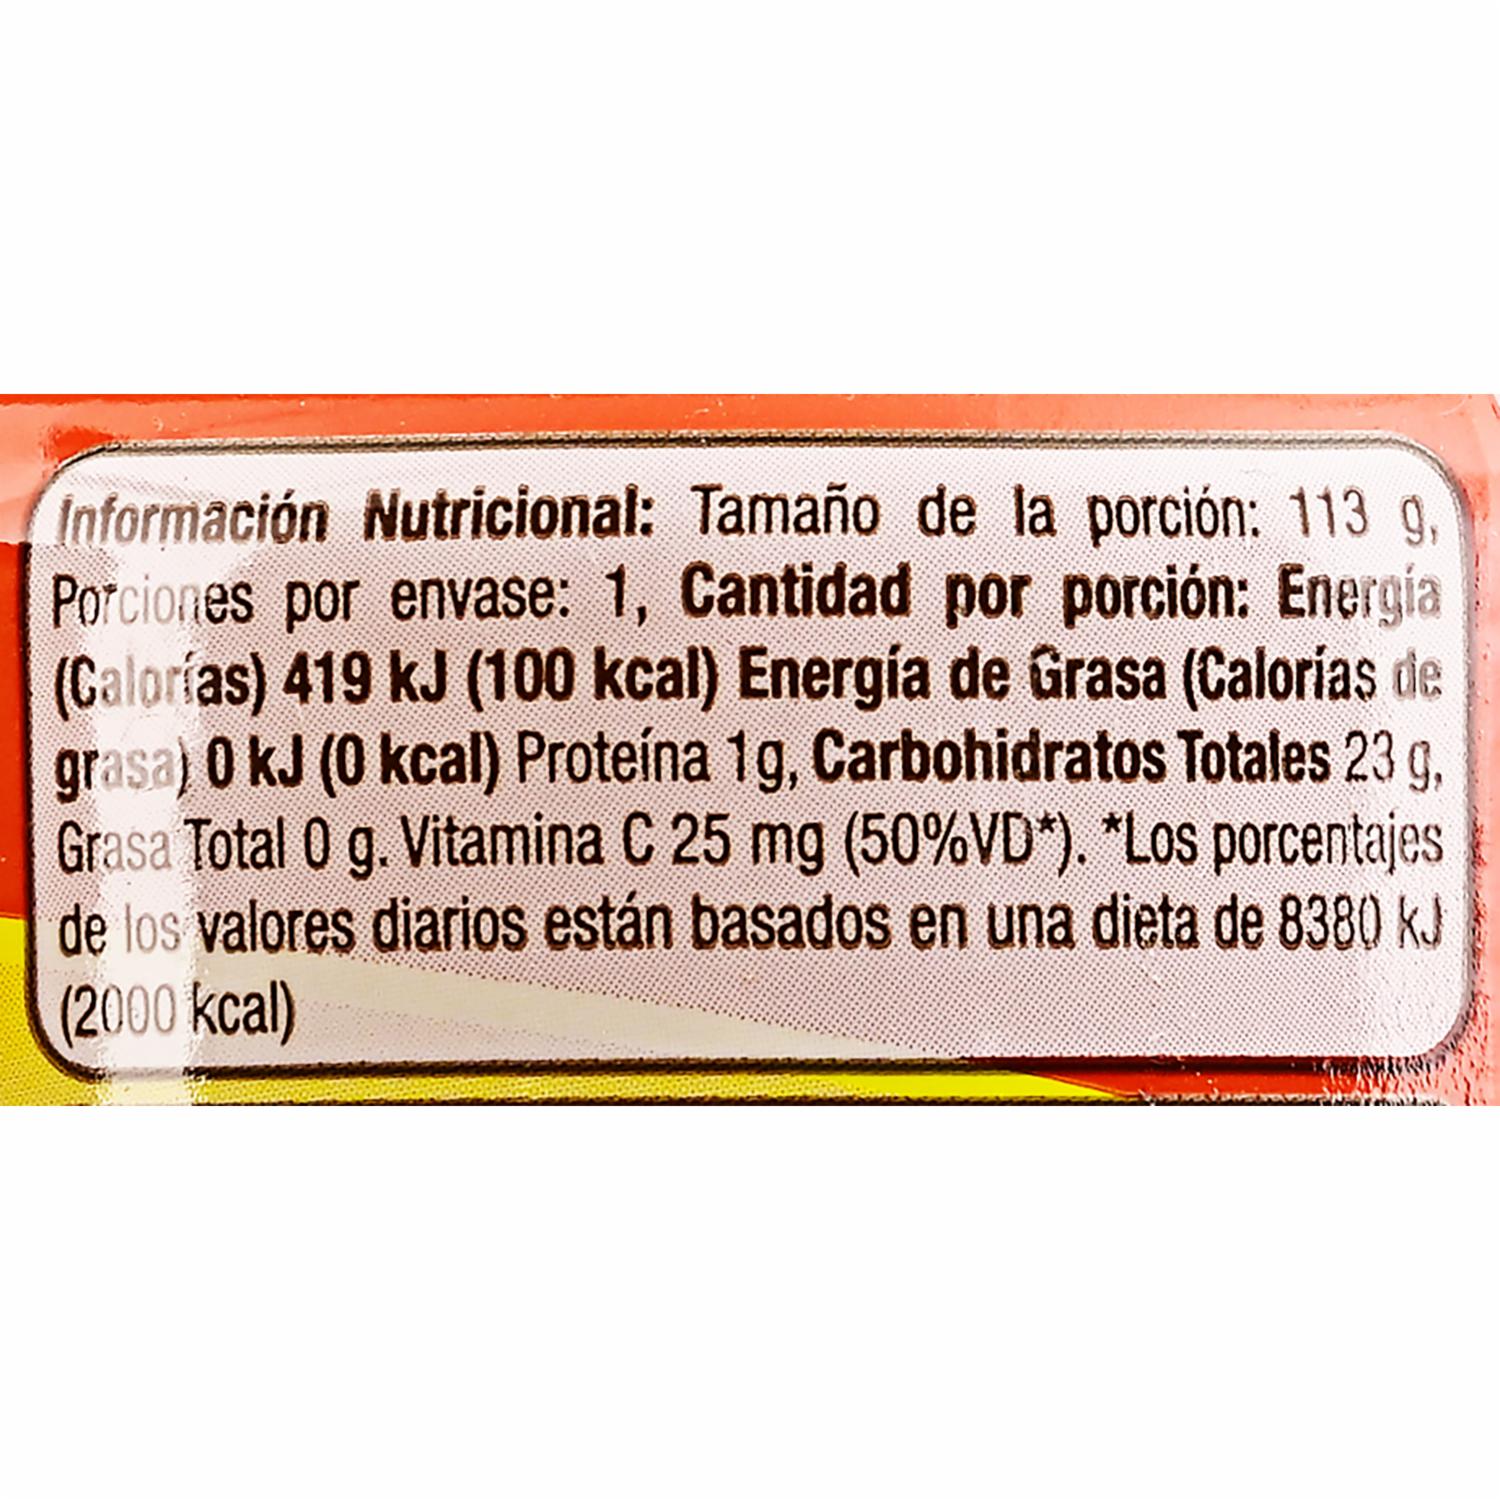 Información Nutricional: Tamaño de la porción: 113 g,
Porciones por envase: 1, Cantidad por porción: Energía
(Calorías) 419 kJ (100 kcal) Energía de Grasa (Calorías de
grasa) 0 kJ (0 kcal) Proteína 1g, Carbohidratos Totales 23 g,
Grasa Total 0 g. Vitamina C 25 mg (50%VD*). *Los porcentajes
de los valores diarios están basados en una dieta de 8380 kJ
(2000 kcal)